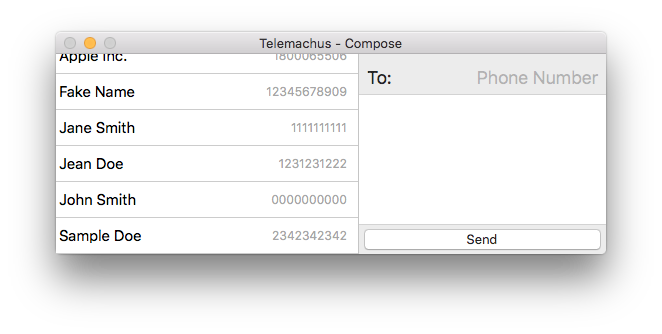 Telemachus - Compose
Apple Inc. 1800065506
Fake Name 12345678909
Jane Smith 1111111111
Jean Doe 1231231222
John Smith 0000000000
Sample Doe 2342342342
To: Phone Number
Send